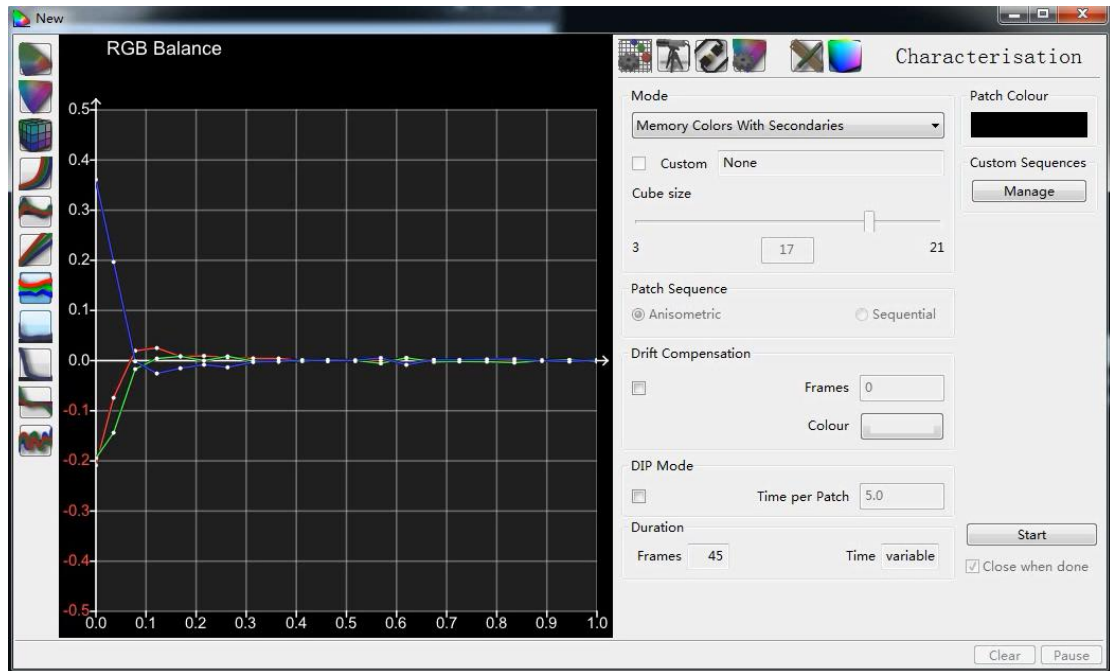 New
RGB Balance
0.5
0.4
0.3
0.2
0.1
0.0
-0.1
-0.2
-0.3
-0.4
-0.5
0.0 0.1 0.2 0.3 0.4 0.5 0.6 0.7 0.8 0.9 1.0
Characterisation
Mode
Memory Colors With Secondaries
Custom None
Cube size
3 17 21
Patch Sequence
Anisometric Sequential
Drift Compensation
Frames 0
Colour
DIP Mode
Time per Patch 5.0
Duration
Frames 45 Time variable
Patch Colour
Custom Sequences
Manage
Start
Close when done
Clear Pause